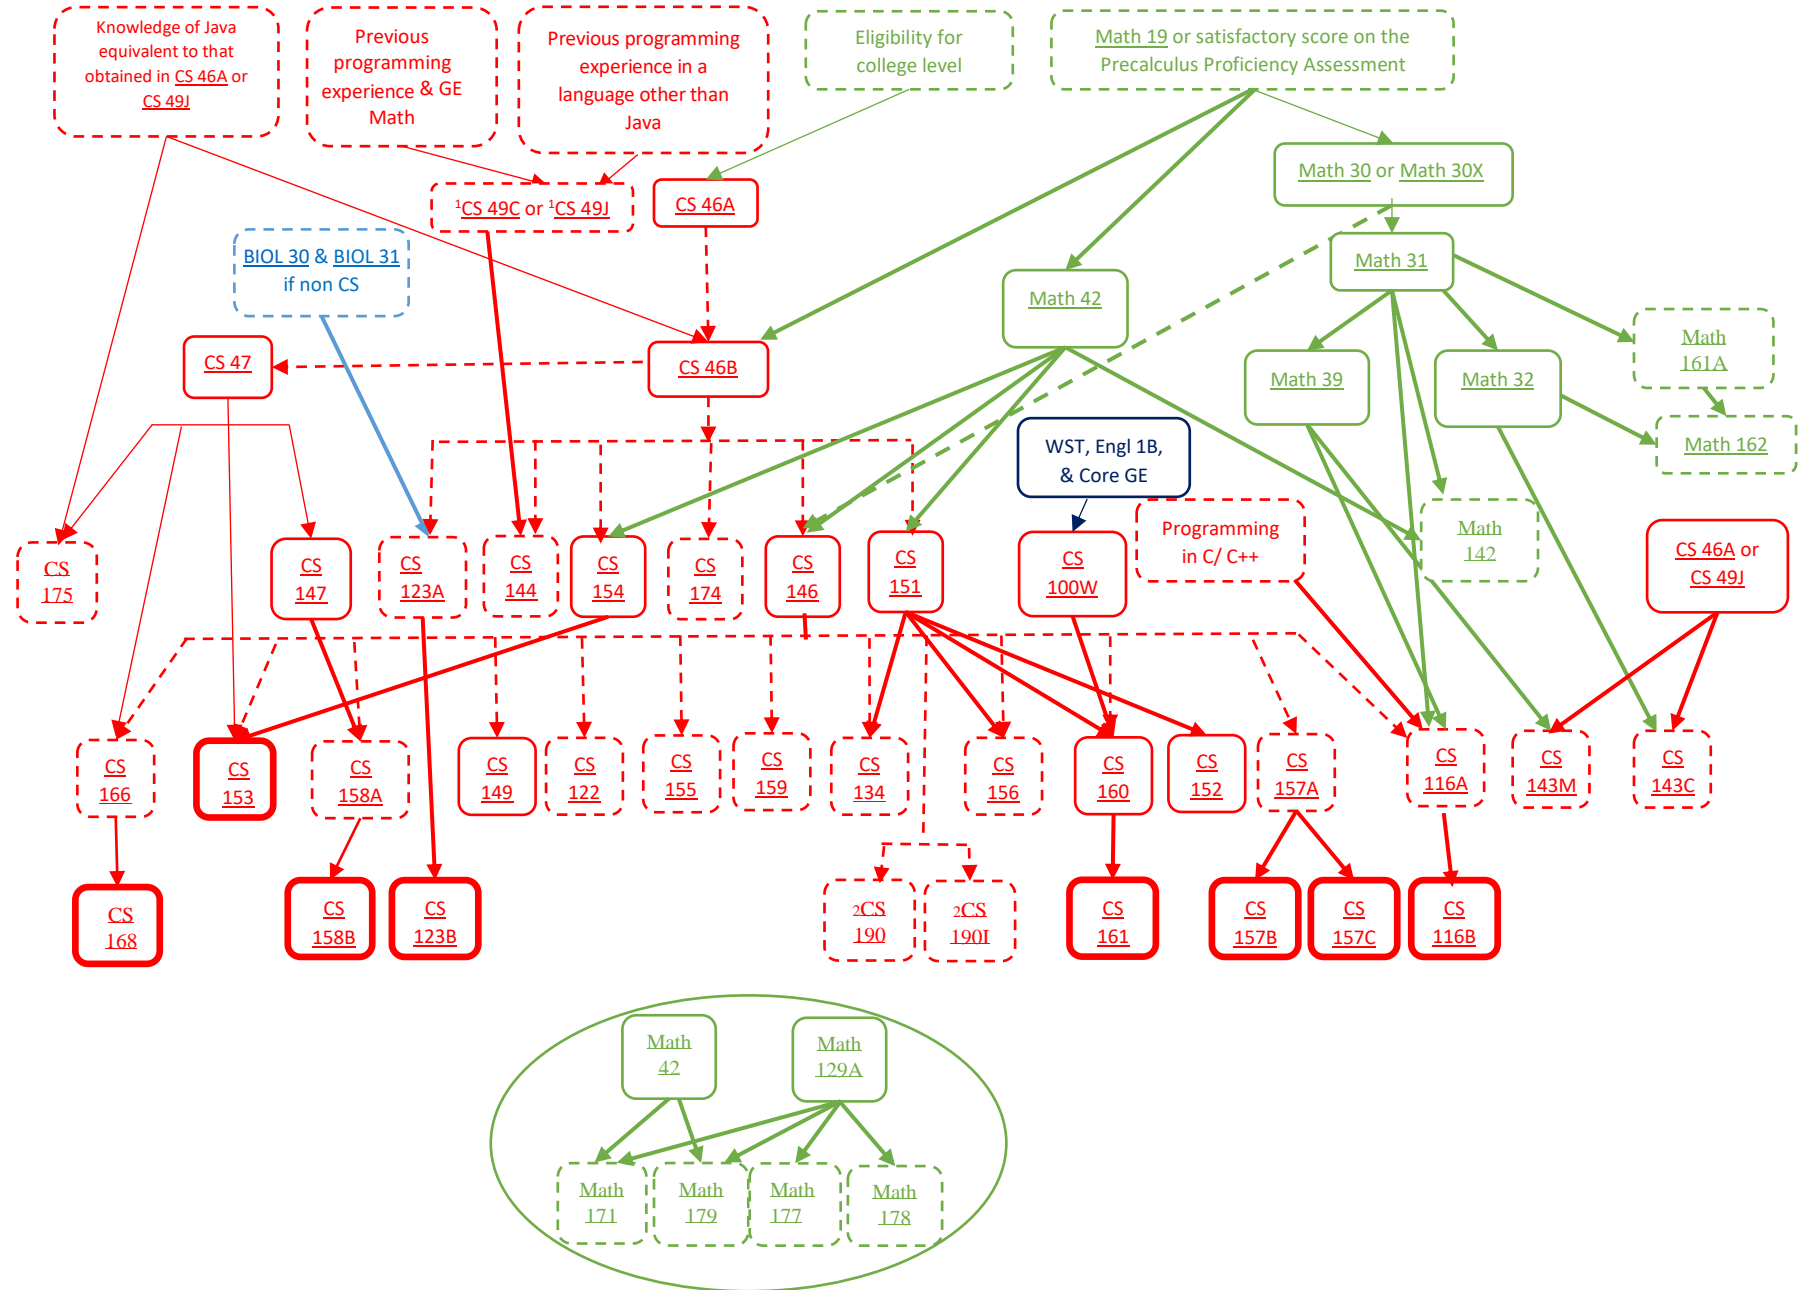 Knowledge of Java
equivalent to that
obtained in CS 46A or
CS 49J
Previous
programming
experience & GE
Math
Previous programming
experience in a
language other than
Java
Eligibility for
college level
Math 19 or satisfactory score on the
Precalculus Proficiency Assessment
Math 30 or Math 30X
¹CS 49C or ¹CS 49J
CS 46A
BIOL 30 & BIOL 31
if non CS
Math 31
Math 42
Math
161A
CS 47
CS 46B
Math 39
Math 32
Math 162
WST, Engl 1B,
& Core GE
Programming
in C/ C++
Math
142
CS 46A or
CS 49J
CS
175
CS
147
CS
123A
CS
144
CS
154
CS
174
CS
146
CS
151
CS
100W
CS
166
CS
153
CS
158A
CS
149
CS
122
CS
155
CS
159
CS
134
CS
156
CS
160
CS
152
CS
157A
CS
116A
CS
143M
CS
143C
CS
168
CS
158B
CS
123B
2CS
190
2CS
190I
CS
161
CS
157B
CS
157C
CS
116B
Math
42
Math
129A
Math
171
Math
179
Math
177
Math
178